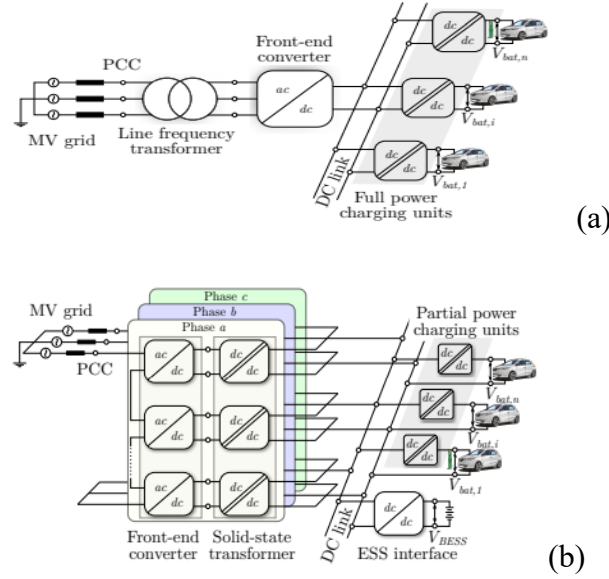 PCC
MV grid
Line frequency
transformer
Front-end
converter
ac
dc
DC link
dc
dc
V_bat,n
dc
dc
V_bat,i
dc
dc
V_bat,1
Full power
charging units
(a)
MV grid
PCC
Phase c
Phase b
Phase a
ac
dc
dc
dc
ac
dc
dc
dc
ac
dc
dc
dc
Front-end
converter
Solid-state
transformer
DC link
Partial power
charging units
dc
dc
V_bat,n
dc
dc
V_bat,i
dc
dc
V_bat,1
dc
dc
V_BESS
ESS interface
(b)